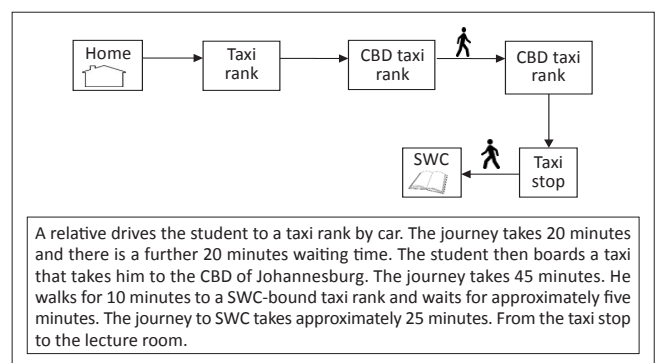 Home
Taxi
rank
CBD taxi
rank
CBD taxi
rank
SWC
Taxi
stop
A relative drives the student to a taxi rank by car. The journey takes 20 minutes
and there is a further 20 minutes waiting time. The student then boards a taxi
that takes him to the CBD of Johannesburg. The journey takes 45 minutes. He
walks for 10 minutes to a SWC-bound taxi rank and waits for approximately five
minutes. The journey to SWC takes approximately 25 minutes. From the taxi stop
to the lecture room.